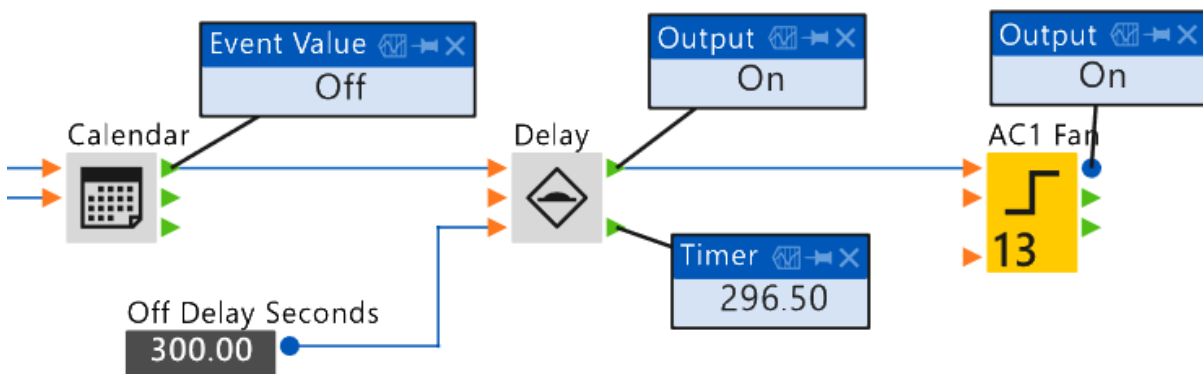 Event Value
Off
Output
On
Output
On
Calendar
Delay
AC1 Fan
13
Timer
296.50
Off Delay Seconds
300.00